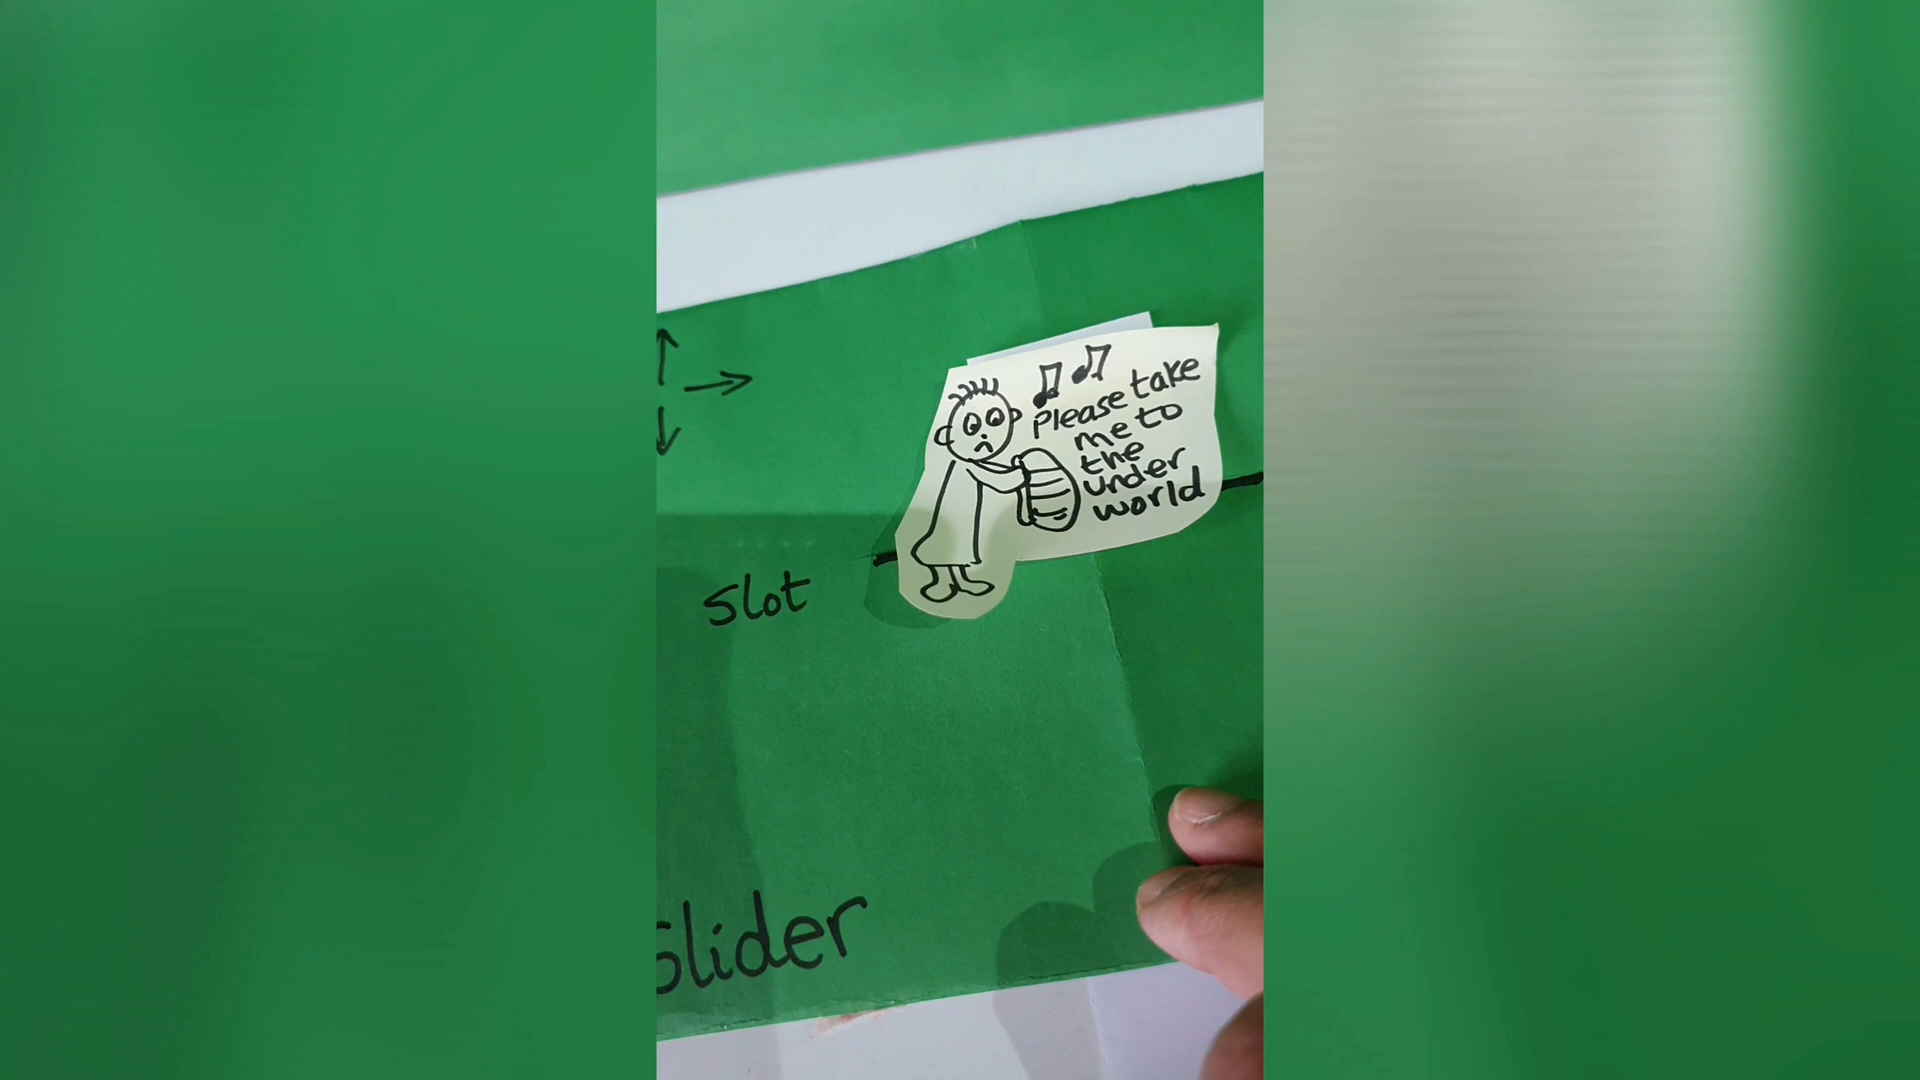 Please take
me to
the
under
world
Slot
Slider